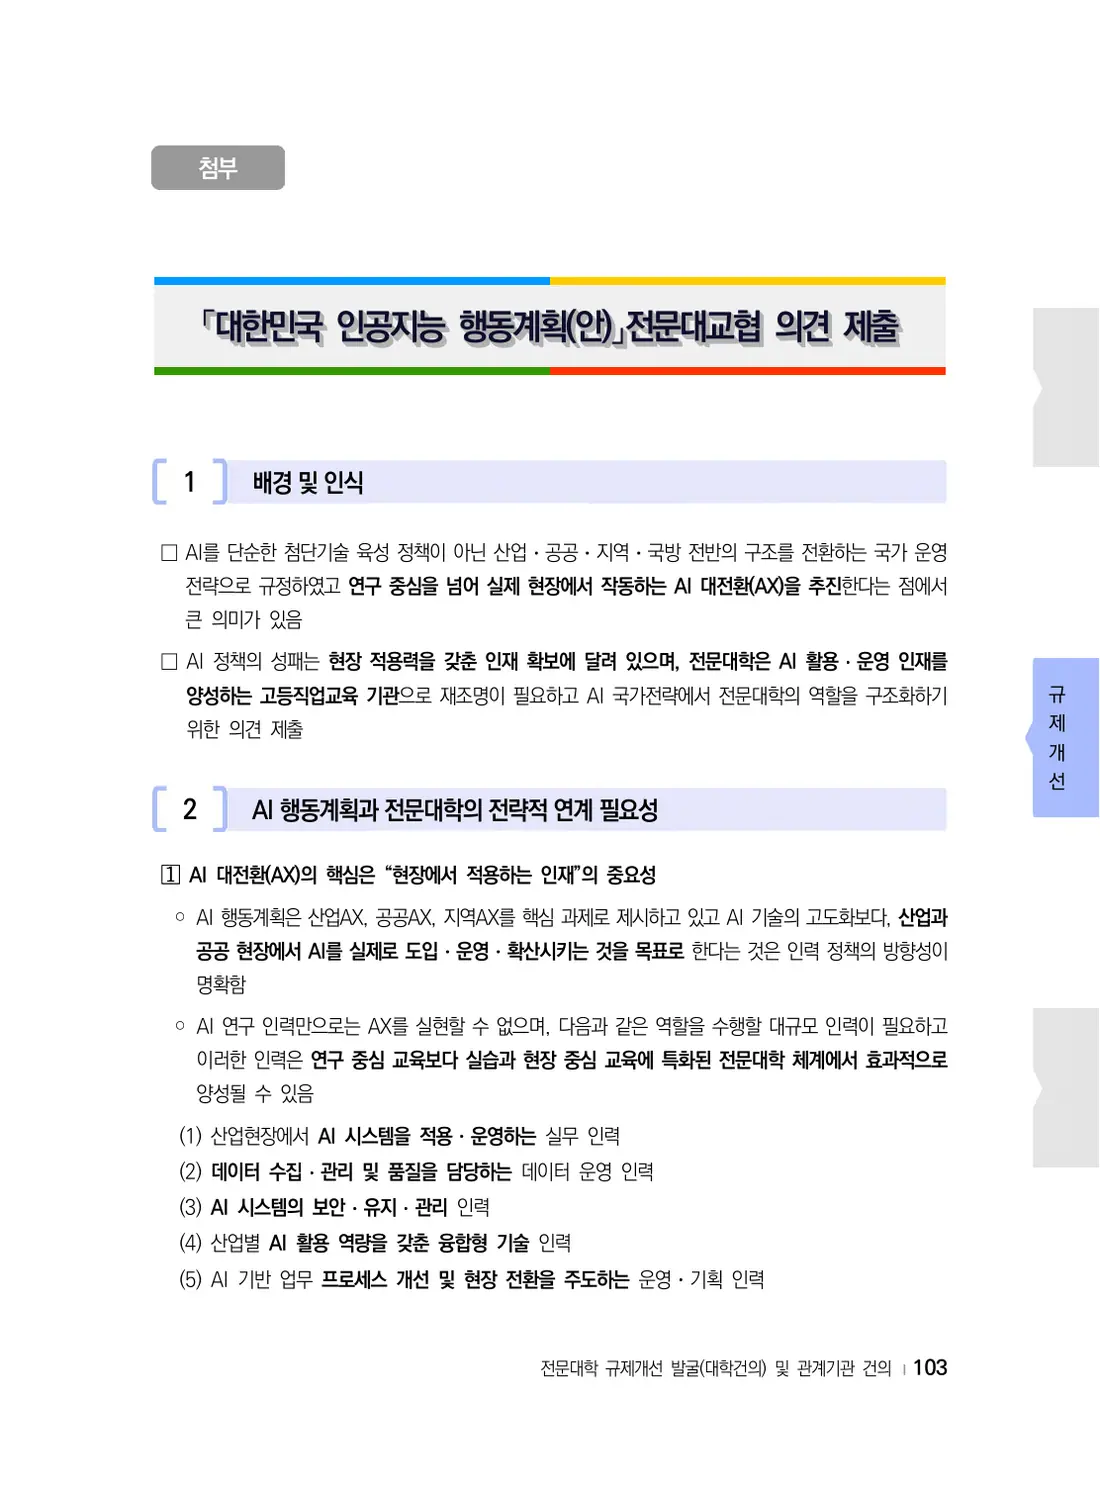 첨부
「대한민국 인공지능 행동계획(안)」전문대교협 의견 제출
1 배경 및 인식
□ AI를 단순한 첨단기술 육성 정책이 아닌 산업·공공·지역·국방 전반의 구조를 전환하는 국가 운영
전략으로 규정하였고 연구 중심을 넘어 실제 현장에서 작동하는 AI 대전환(AX)을 추진한다는 점에서
큰 의미가 있음
□ AI 정책의 성패는 현장 적용력을 갖춘 인재 확보에 달려 있으며, 전문대학은 AI 활용·운영 인재를
양성하는 고등직업교육 기관으로 재조명이 필요하고 AI 국가전략에서 전문대학의 역할을 구조화하기
위한 의견 제출
2 AI 행동계획과 전문대학의 전략적 연계 필요성
1 AI 대전환(AX)의 핵심은 “현장에서 적용하는 인재”의 중요성
○ AI 행동계획은 산업AX, 공공AX, 지역AX를 핵심 과제로 제시하고 있고 AI 기술의 고도화보다, 산업과
공공 현장에서 AI를 실제로 도입·운영·확산시키는 것을 목표로 한다는 것은 인력 정책의 방향성이
명확함
○ AI 연구 인력만으로는 AX를 실현할 수 없으며, 다음과 같은 역할을 수행할 대규모 인력이 필요하고
이러한 인력은 연구 중심 교육보다 실습과 현장 중심 교육에 특화된 전문대학 체계에서 효과적으로
양성될 수 있음
(1) 산업현장에서 AI 시스템을 적용·운영하는 실무 인력
(2) 데이터 수집·관리 및 품질을 담당하는 데이터 운영 인력
(3) AI 시스템의 보안·유지·관리 인력
(4) 산업별 AI 활용 역량을 갖춘 융합형 기술 인력
(5) AI 기반 업무 프로세스 개선 및 현장 전환을 주도하는 운영·기획 인력
규
제
개
선
전문대학 규제개선 발굴(대학건의) 및 관계기관 건의 | 103